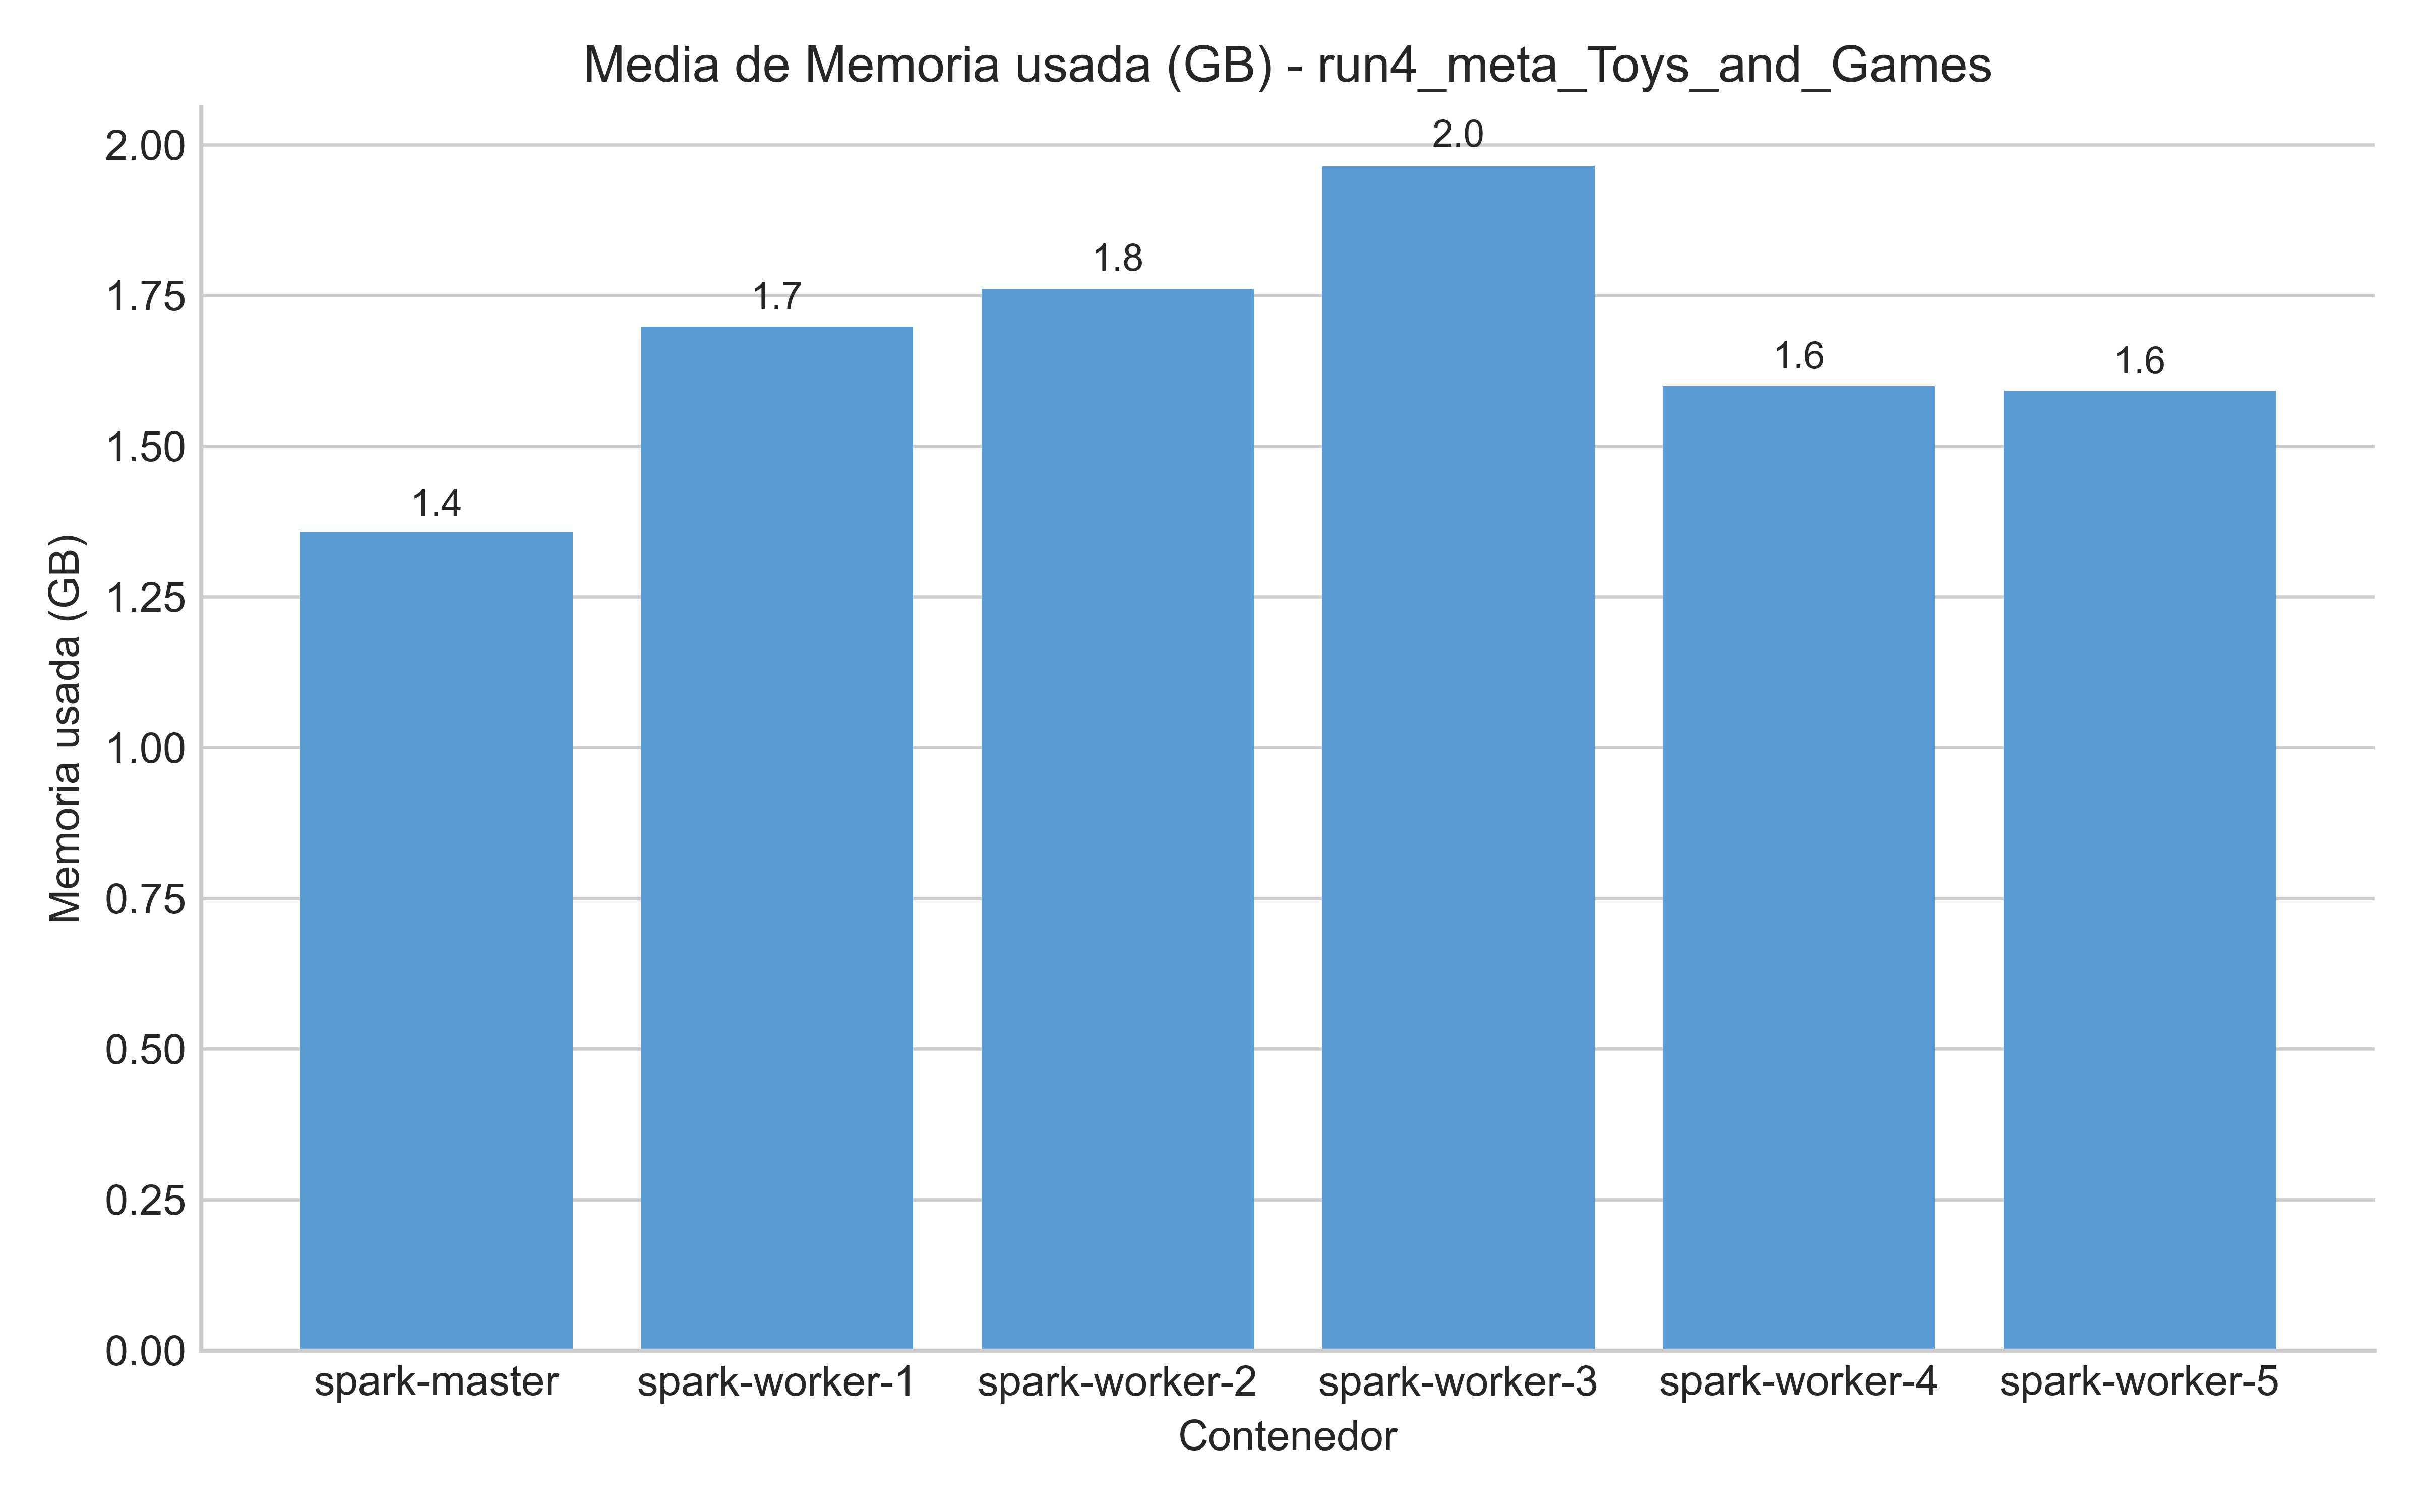 Media de Memoria usada (GB) - run4_meta_Toys_and_Games
Memoria usada (GB)
2.00
1.75
1.50
1.25
1.00
0.75
0.50
0.25
0.00
1.4
1.7
1.8
2.0
1.6
1.6
spark-master
spark-worker-1
spark-worker-2
spark-worker-3
spark-worker-4
spark-worker-5
Contenedor